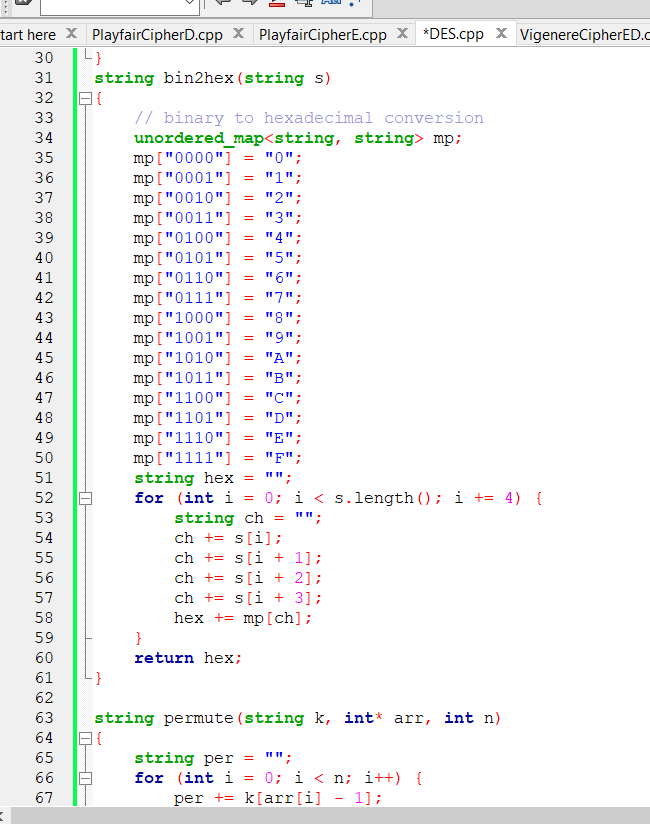 tart here X PlayfairCipherD.cpp X PlayfairCipherE.cpp X *DES.cpp X VigenereCipherED.c
30 }
31 string bin2hex(string s)
32 {
33 // binary to hexadecimal conversion
34 unordered_map<string, string> mp;
35 mp["0000"] = "0";
36 mp["0001"] = "1";
37 mp["0010"] = "2";
38 mp["0011"] = "3";
39 mp["0100"] = "4";
40 mp["0101"] = "5";
41 mp["0110"] = "6";
42 mp["0111"] = "7";
43 mp["1000"] = "8";
44 mp["1001"] = "9";
45 mp["1010"] = "A";
46 mp["1011"] = "B";
47 mp["1100"] = "C";
48 mp["1101"] = "D";
49 mp["1110"] = "E";
50 mp["1111"] = "F";
51 string hex = "";
52 for (int i = 0; i < s.length(); i += 4) {
53 string ch = "";
54 ch += s[i];
55 ch += s[i + 1];
56 ch += s[i + 2];
57 ch += s[i + 3];
58 hex += mp[ch];
59 }
60 return hex;
61 }
62
63 string permute(string k, int* arr, int n)
64 {
65 string per = "";
66 for (int i = 0; i < n; i++) {
67 per += k[arr[i] - 1];